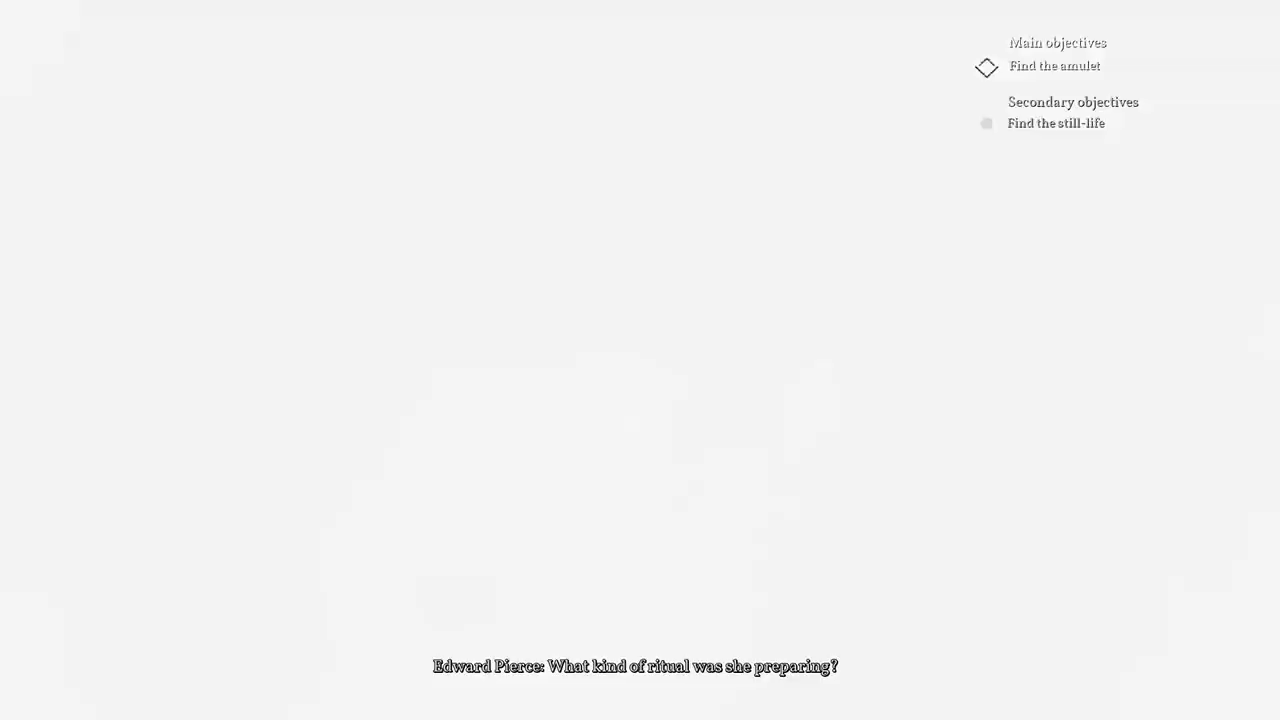 Main objectives
Find the amulet
Secondary objectives
Find the still-life
Edward Pierce: What kind of ritual was she preparing?